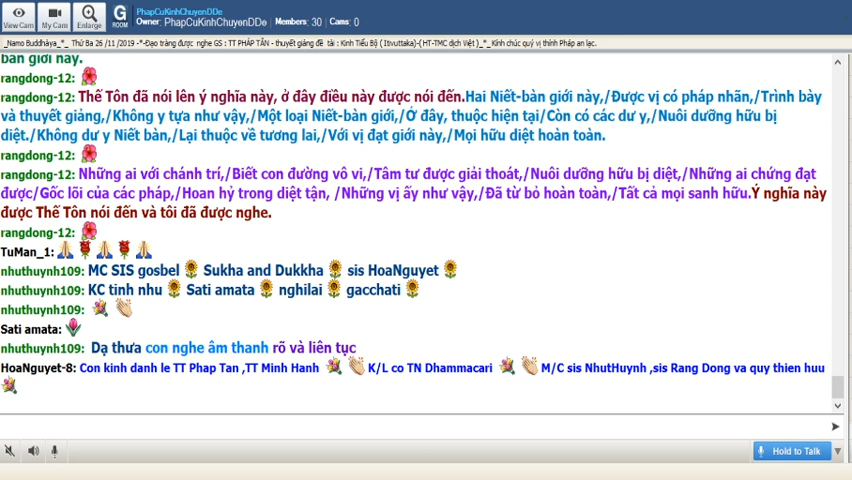 PhapCuKinhChuyenDDe
Owner: PhapCuKinhChuyenDDe Members: 30 Cams: 0
View Cam My Cam Enlarge G ROOM
_Namo Buddhàya_*_ Thứ Ba 26 /11 /2019 -*-Đạo tràng được nghe GS : TT PHÁP TÂN - thuyết giảng đề tài : Kinh Tiểu Bộ ( Itivuttaka)-(HT-TMC dịch Việt )_*_Kính chúc quý vị thính Pháp an lạc.
bàn giới này.
rangdong-12:
rangdong-12: Thế Tôn đã nói lên ý nghĩa này, ở đây điều này được nói đến.Hai Niết-bàn giới này,/Được vị có pháp nhãn,/Trình bày
và thuyết giảng,/Không y tựa như vậy,/Một loại Niết-bàn giới,/Ở đây, thuộc hiện tại/Còn có các dư y,/Nuôi dưỡng hữu bị
diệt./Không dư y Niết bàn,/Lại thuộc về tương lai,/Với vị đạt giới này,/Mọi hữu diệt hoàn toàn.
rangdong-12:
rangdong-12: Những ai với chánh trí,/Biết con đường vô vi,/Tâm tư được giải thoát,/Nuôi dưỡng hữu bị diệt,/Những ai chứng đạt
được/Gốc lõi của các pháp,/Hoan hỷ trong diệt tận, /Những vị ấy như vậy,/Đã từ bỏ hoàn toàn,/Tất cả mọi sanh hữu.Ý nghĩa này
được Thế Tôn nói đến và tôi đã được nghe.
rangdong-12:
TuMan_1:
nhuthuynh109: MC SIS gosbel Sukha and Dukkha sis HoaNguyet
nhuthuynh109: KC tinh nhu Sati amata nghilai gacchati
nhuthuynh109:
Sati amata:
nhuthuynh109: Dạ thưa con nghe âm thanh rõ và liên tục
HoaNguyet-8: Con kinh danh le TT Phap Tan ,TT Minh Hanh K/L co TN Dhammacari M/C sis NhutHuynh ,sis Rang Dong va quy thien huu
Hold to Talk